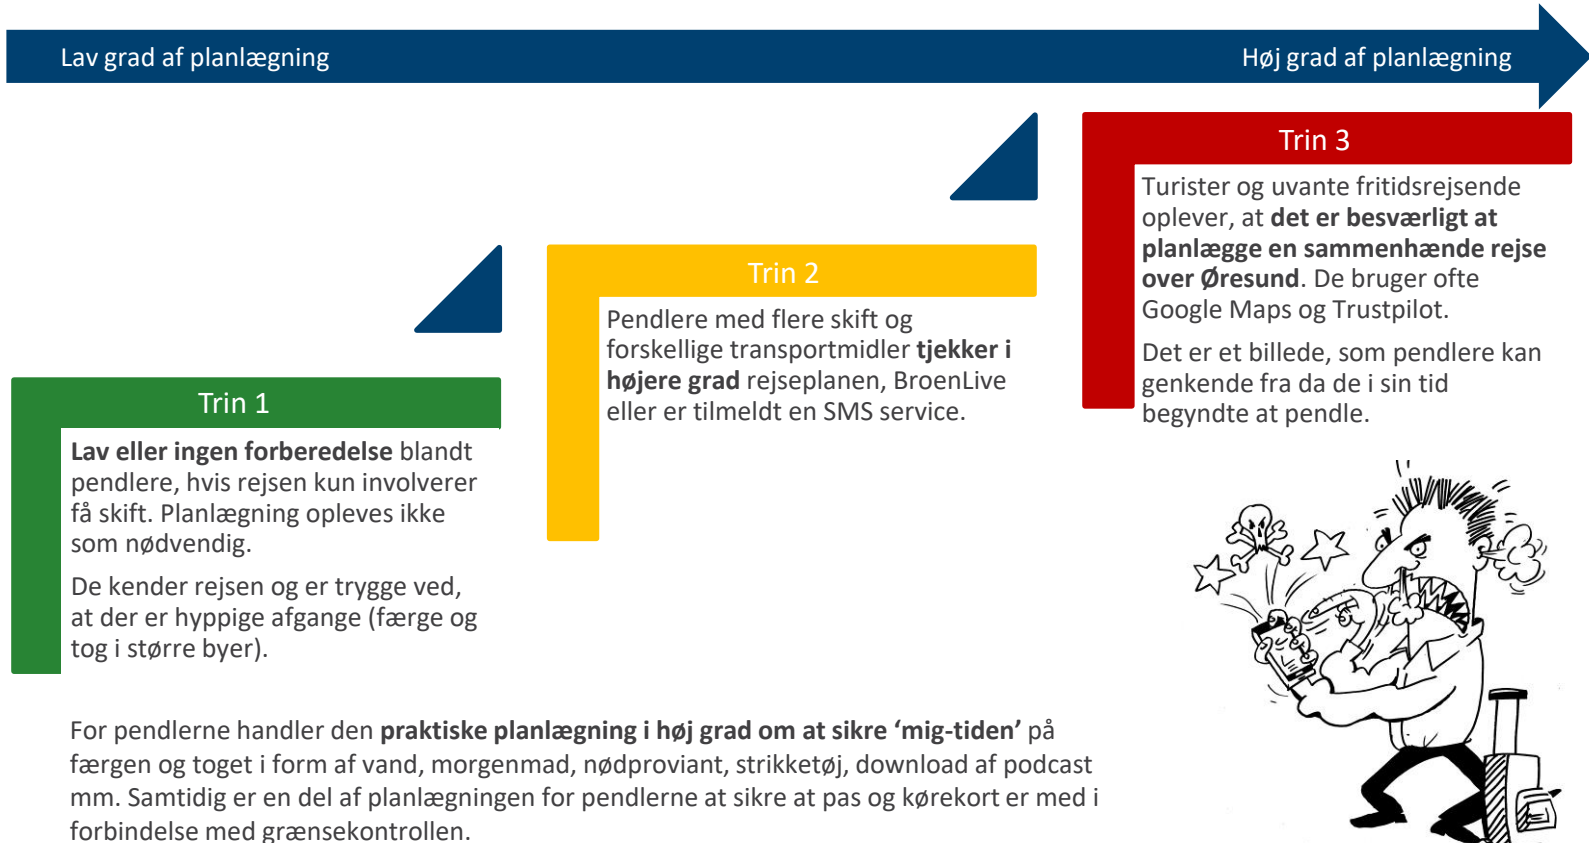 Lav grad af planlægning
Høj grad af planlægning
Trin 1
Lav eller ingen forberedelse blandt
pendlere, hvis rejsen kun involverer
få skift. Planlægning opleves ikke
som nødvendig.
De kender rejsen og er trygge ved,
at der er hyppige afgange (færge og
tog i større byer).
Trin 2
Pendlere med flere skift og
forskellige transportmidler tjekker i
højere grad rejseplanen, BroenLive
eller er tilmeldt en SMS service.
Trin 3
Turister og uvante fritidsrejsende
oplever, at det er besværligt at
planlægge en sammenhænde rejse
over Øresund. De bruger ofte
Google Maps og Trustpilot.
Det er et billede, som pendlere kan
genkende fra da de i sin tid
begyndte at pendle.
For pendlerne handler den praktiske planlægning i høj grad om at sikre ‘mig-tiden’ på
færgen og toget i form af vand, morgenmad, nødproviant, strikketøj, download af podcast
mm. Samtidig er en del af planlægningen for pendlerne at sikre at pas og kørekort er med i
forbindelse med grænsekontrollen.